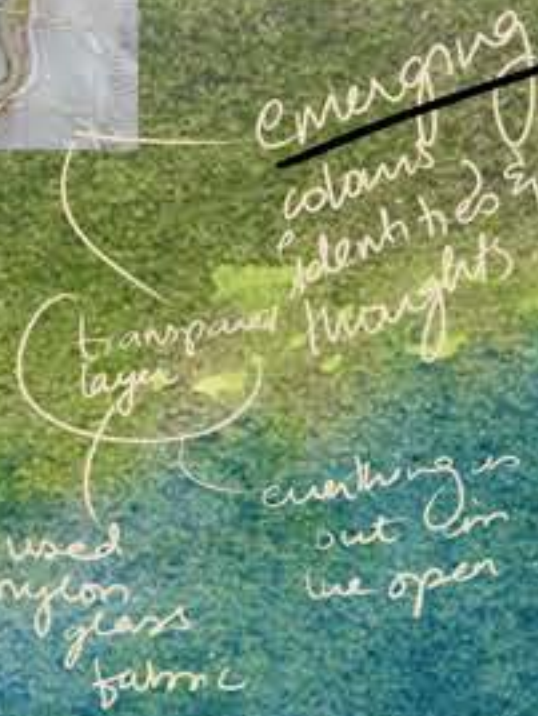 emerging
colours
identities &
thoughts
transparent
layer
everything is
out in
the open
used
nylon
glass
fabric